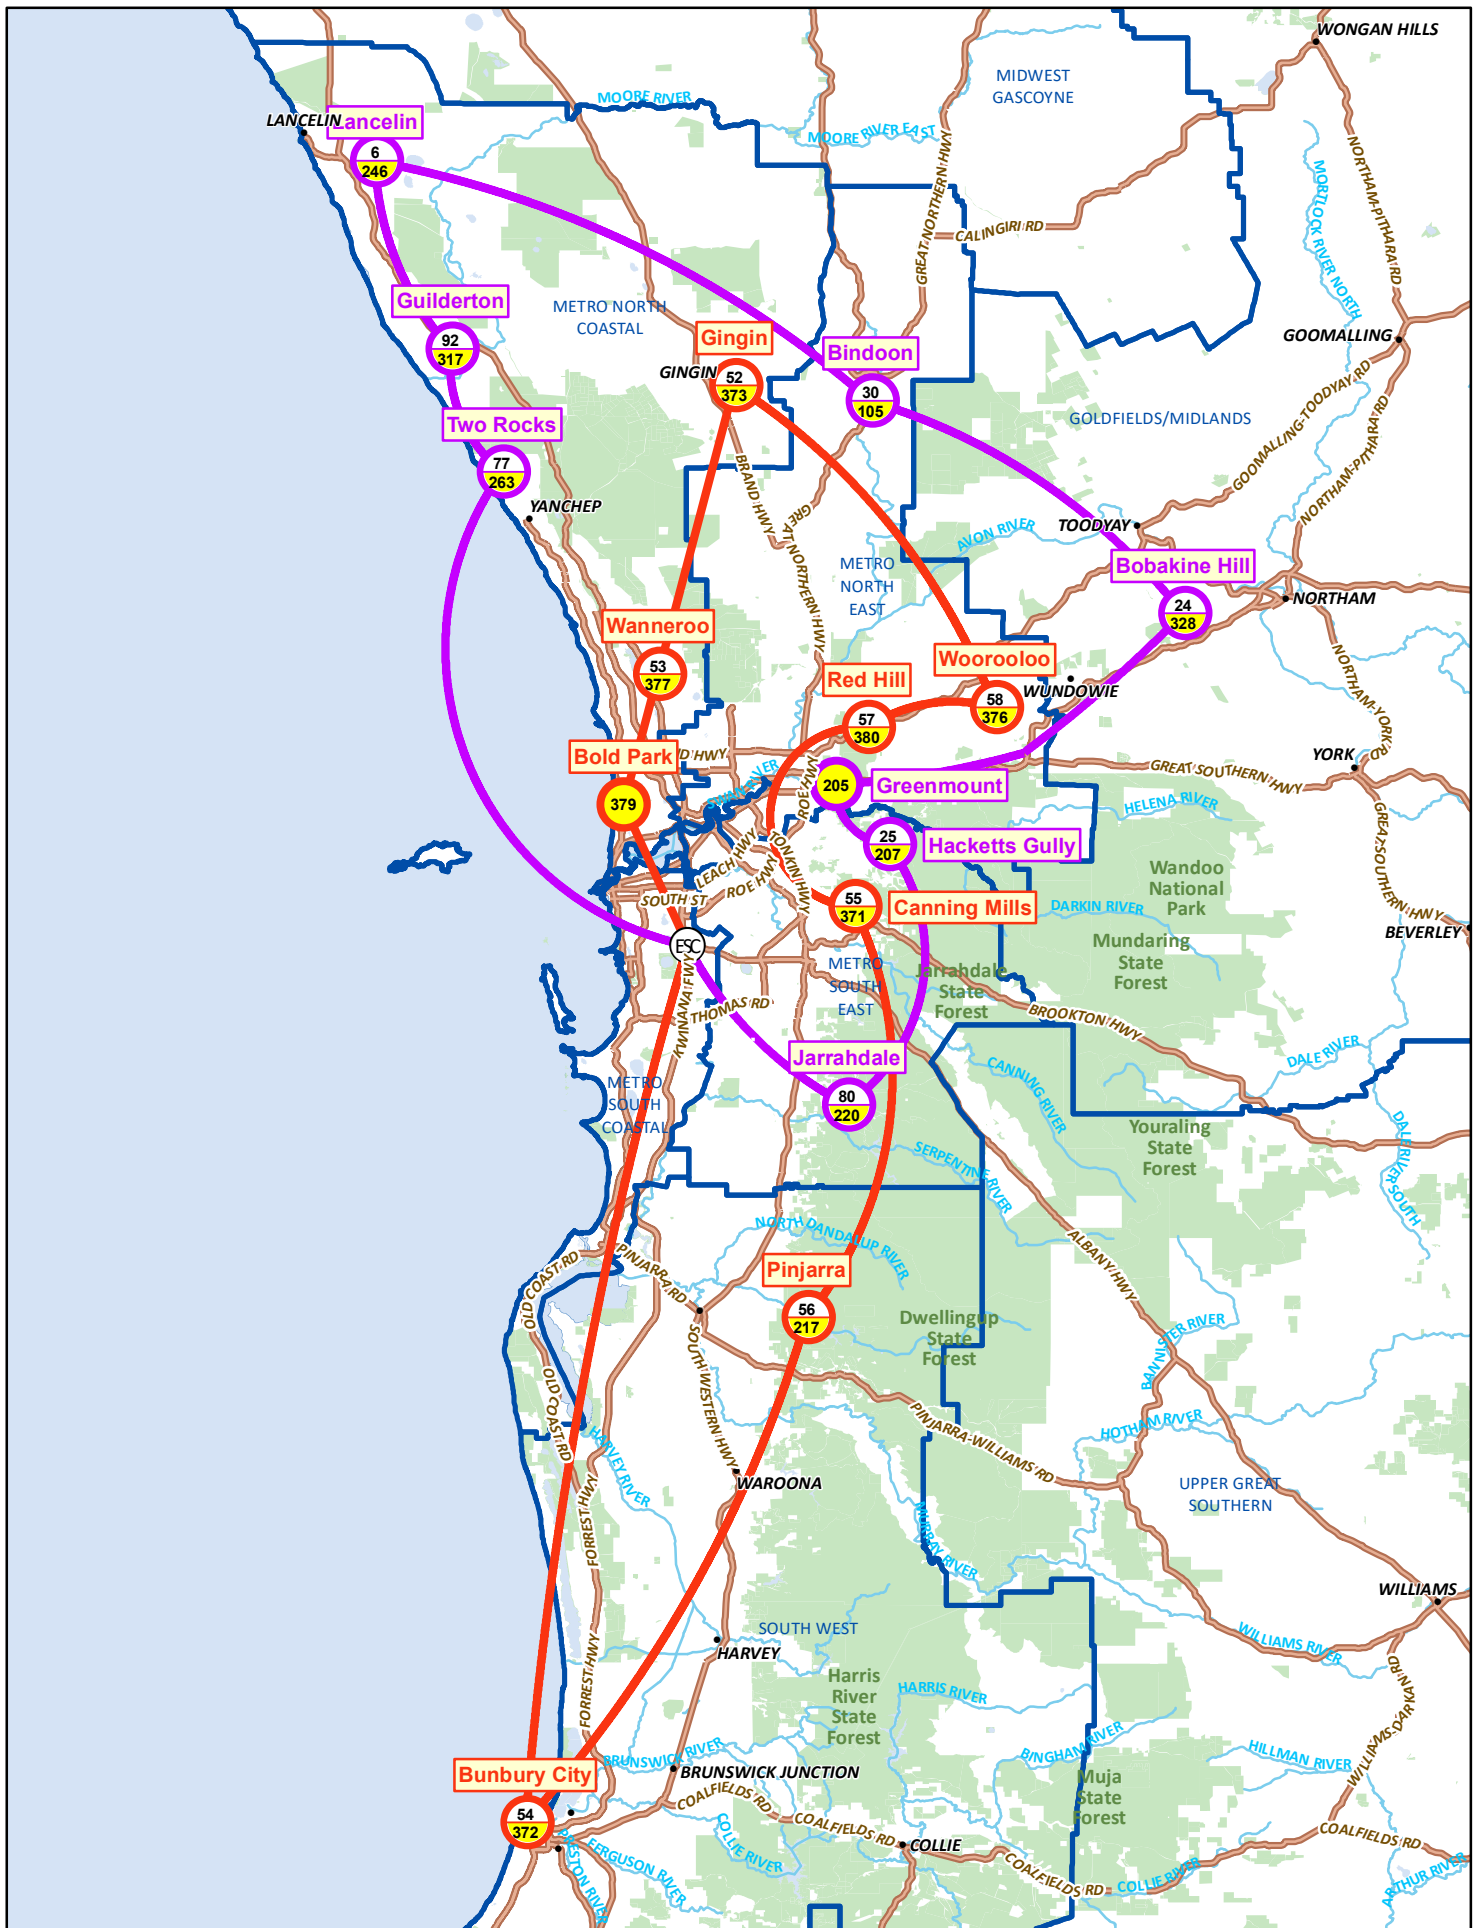 WONGAN HILLS
MIDWEST
GASCOYNE
MOORE RIVER
LANCELIN
Lancelin
MOORE RIVER EAST
6
246
GREAT NORTHERN HWY
NORTHAM-PITHARA RD
MORTLOCK RIVER NORTH
CALINGIRI RD
Guilderton
METRO NORTH
COASTAL
92
317
Gingin
Bindoon
GOOMALLING
GINGIN
52
373
30
105
GOLDFIELDS/MIDLANDS
GOOMALLING-TOODYAY RD
NORTHAM-PITHARA RD
Two Rocks
77
263
BRAND HWY
GREAT NORTHERN HWY
YANCHEP
TOODYAY
AVON RIVER
METRO
NORTH
EAST
Bobakine Hill
24
328
NORTHAM
Wanneroo
53
377
Woorooloo
58
376
WUNDOWIE
Red Hill
57
380
NORTHAM-YORK RD
Bold Park
D HWY
379
SWAN RIVER
ROE HWY
205
Greenmount
GREAT SOUTHERN HWY
YORK
HELENA RIVER
25
207
Hacketts Gully
LEACH HWY
ROE HWY
TONKIN HWY
SOUTH ST
Wandoo
National
Park
GREAT SOUTHERN HWY
55
371
Canning Mills
DARKIN RIVER
BEVERLEY
ESC
METRO
SOUTH
EAST
Jarrahdale
State
Forest
Mundaring
State
Forest
KWINANA FWY
THOMAS RD
BROOKTON HWY
Jarrahdale
80
220
CANNING RIVER
DALE RIVER
METRO
SOUTH
COASTAL
Youraling
State
Forest
DALE RIVER SOUTH
SERPENTINE RIVER
NORTH DANDALUP RIVER
OLD COAST RD
PINJARRA RD
Pinjarra
56
217
ALBANY HWY
Dwellingup
State
Forest
BANNISTER RIVER
SOUTH WESTERN HWY
OLD COAST RD
HARVEY RIVER
PINJARRA-WILLIAMS RD
HOTHAM RIVER
WAROONA
UPPER GREAT
SOUTHERN
FORREST HWY
MURRAY RIVER
WILLIAMS
SOUTH WEST
HARVEY
WILLIAMS RIVER
FORREST HWY
Harris
River
State
Forest
HARRIS RIVER
WILLIAMS-DARKAN RD
BINGHAM RIVER
HILLMAN RIVER
BRUNSWICK RIVER
BRUNSWICK JUNCTION
Bunbury City
54
372
Muja
State
Forest
COALFIELDS RD
COALFIELDS RD
COLLIE
COLLIE RIVER
COALFIELDS RD
COLLIE RIVER
COALFIELDS RD
ARTHUR RIVER
PRESTON RIVER
FERGUSON RIVER